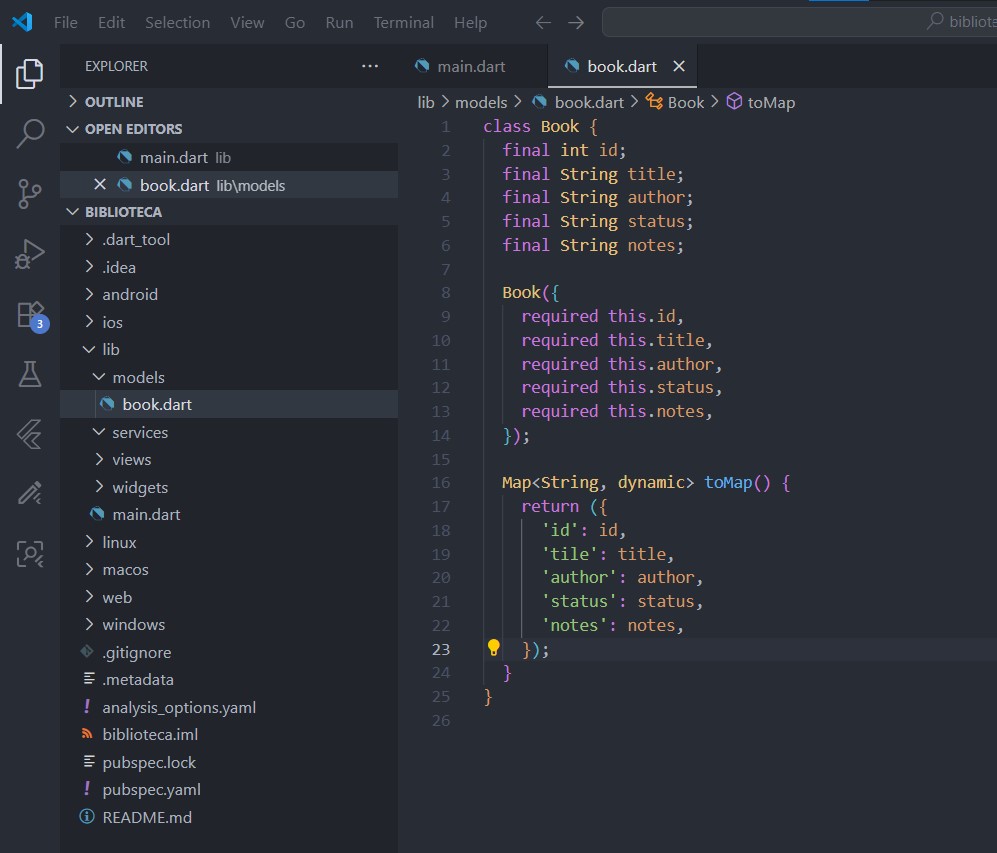 File Edit Selection View Go Run Terminal Help bibliote
EXPLORER ...
OUTLINE
OPEN EDITORS
main.dart lib
book.dart lib\models
BIBLIOTECA
.dart_tool
.idea
android
ios
lib
models
book.dart
services
views
widgets
main.dart
linux
macos
web
windows
.gitignore
.metadata
analysis_options.yaml
biblioteca.iml
pubspec.lock
pubspec.yaml
README.md
3
main.dart book.dart
lib > models > book.dart > Book > toMap
1 class Book {
2 final int id;
3 final String title;
4 final String author;
5 final String status;
6 final String notes;
7
8 Book({
9 required this.id,
10 required this.title,
11 required this.author,
12 required this.status,
13 required this.notes,
14 });
15
16 Map<String, dynamic> toMap() {
17 return ({
18 'id': id,
19 'tile': title,
20 'author': author,
21 'status': status,
22 'notes': notes,
23 });
24 }
25 }
26